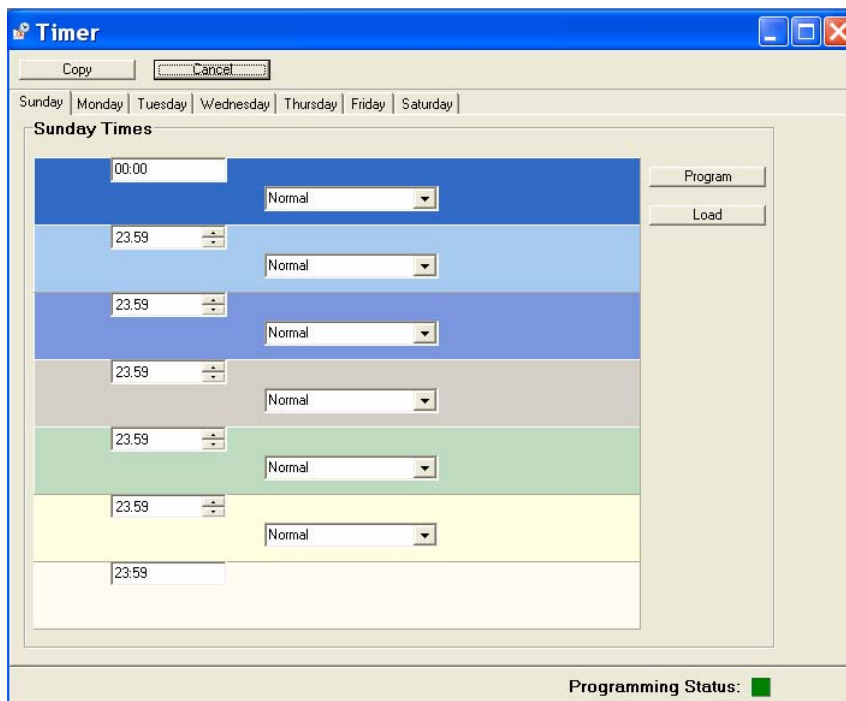 Timer
Copy Cancel
Sunday Monday Tuesday Wednesday Thursday Friday Saturday
Sunday Times
00:00
Normal
Program
Load
23.59
Normal
23.59
Normal
23.59
Normal
23.59
Normal
23.59
Normal
23:59
Programming Status: